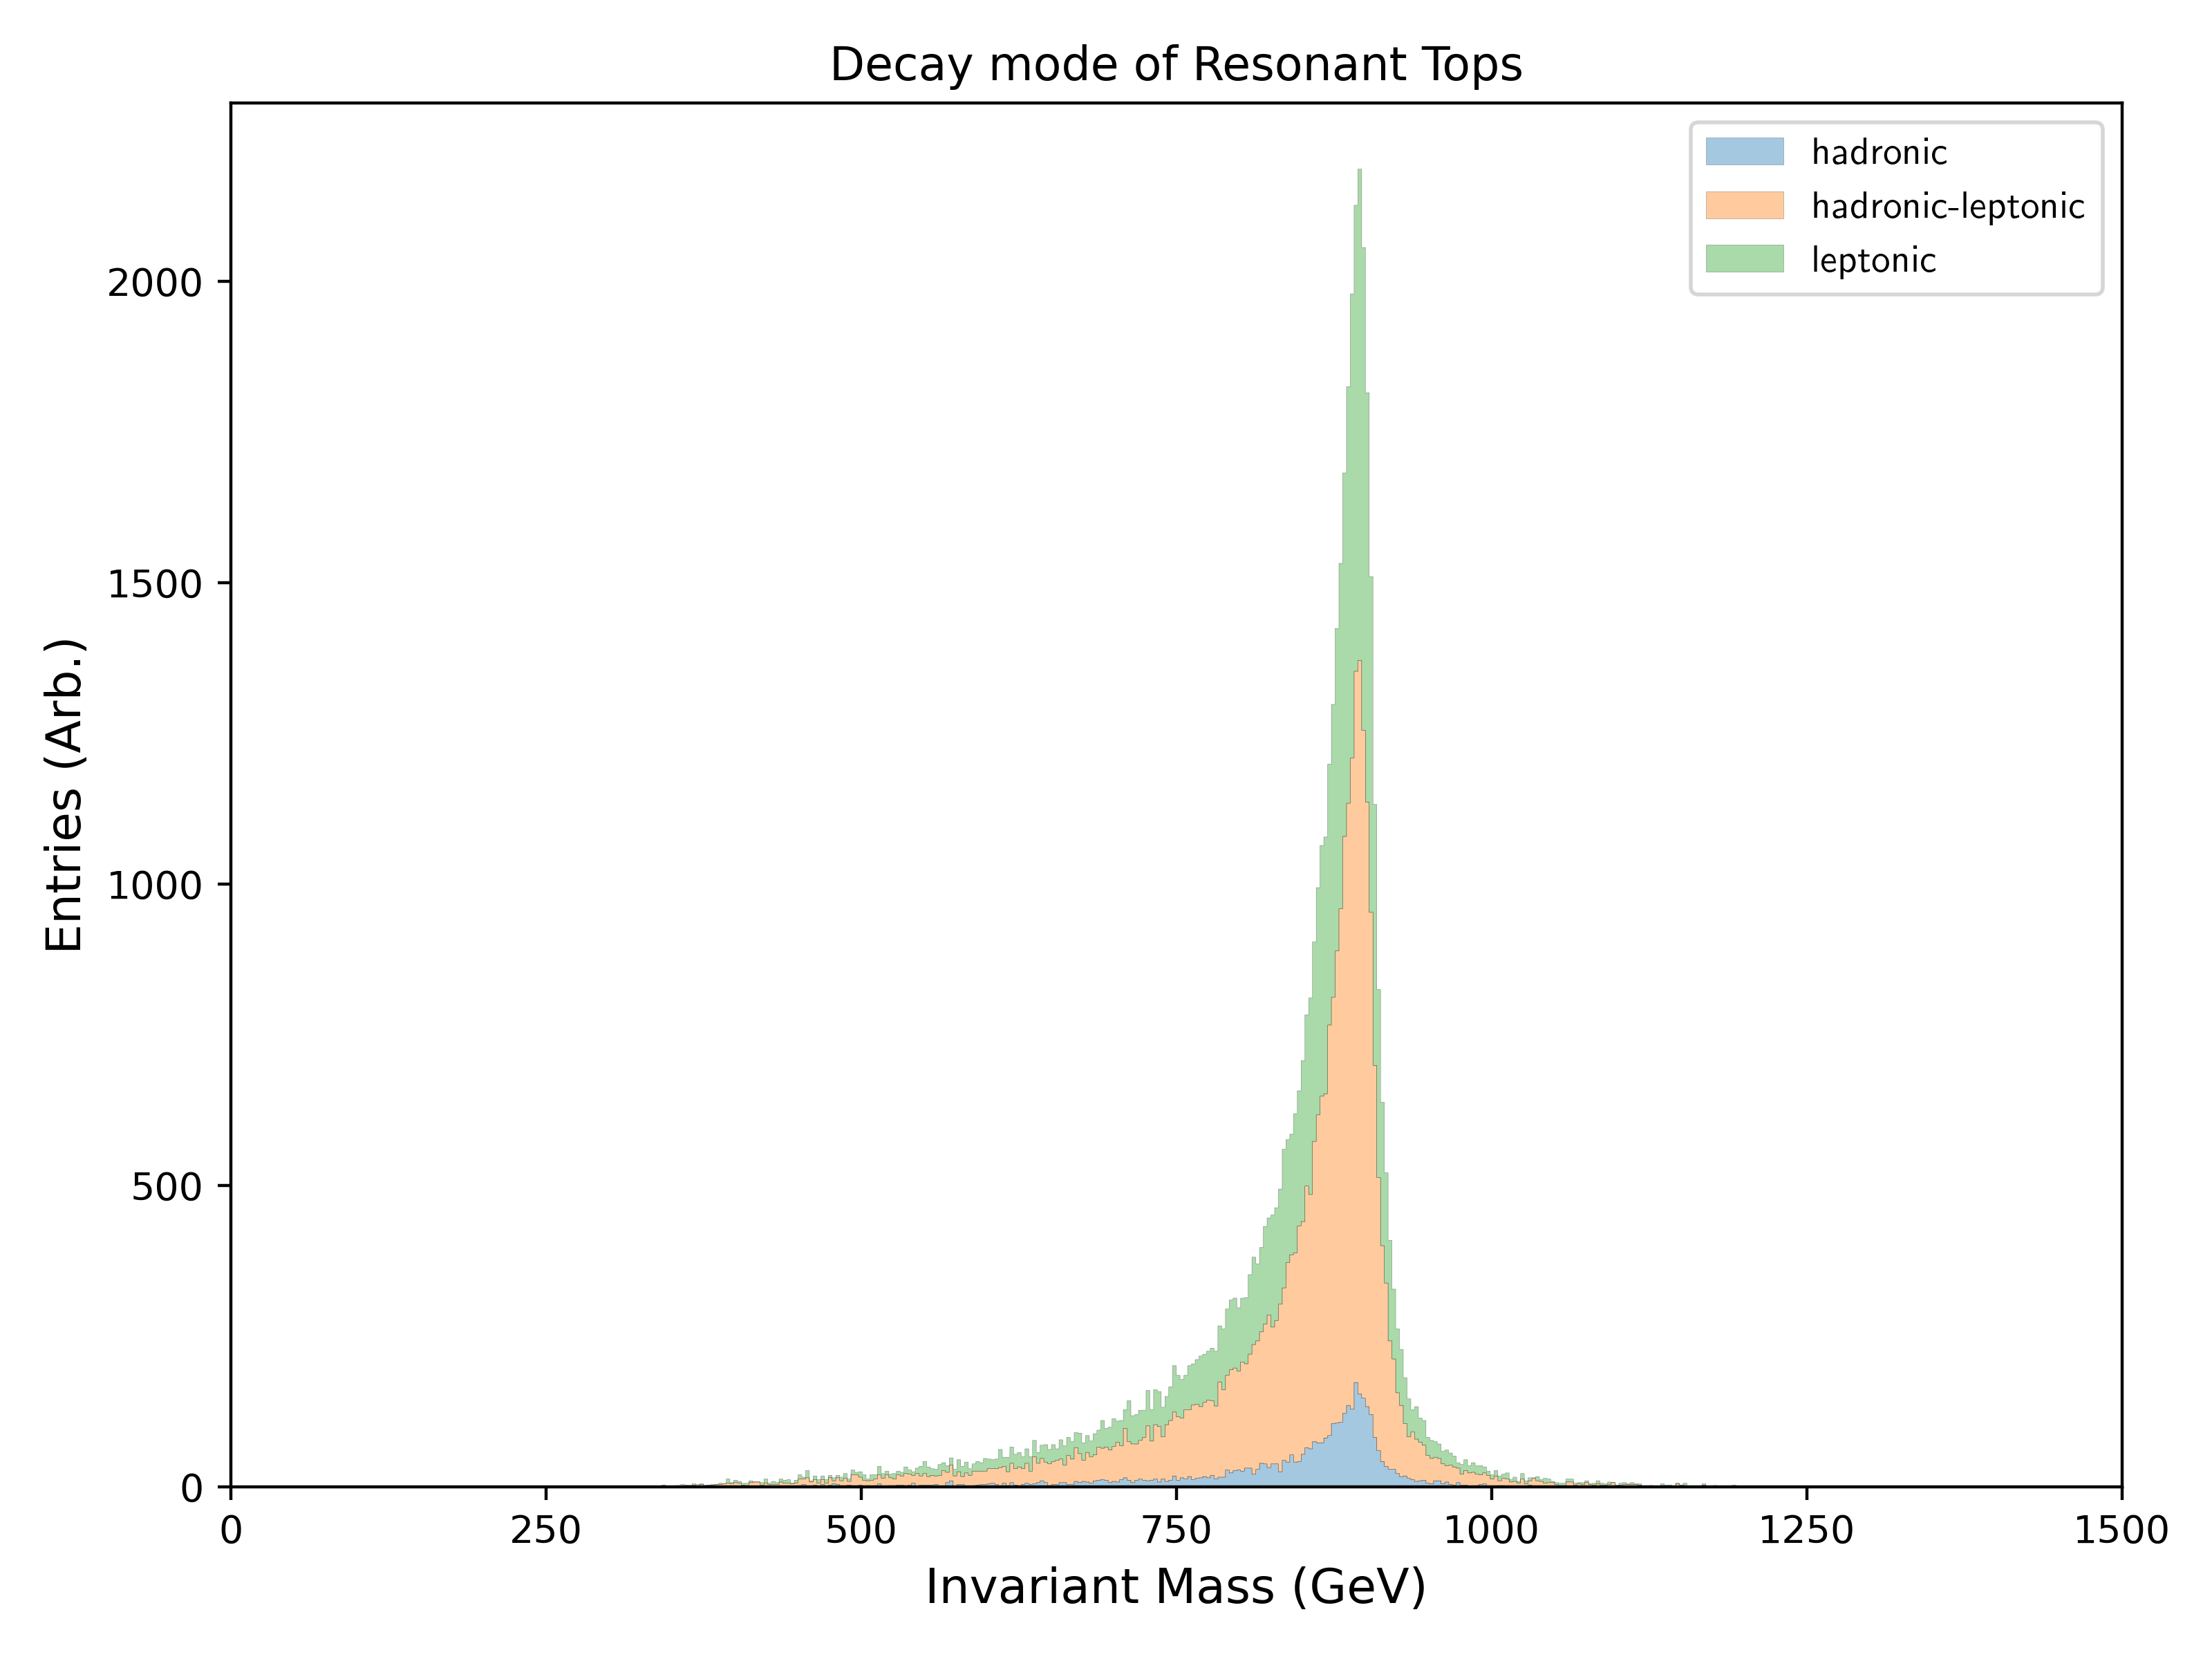 Decay mode of Resonant Tops
hadronic
hadronic-leptonic
leptonic
Entries (Arb.)
2000
1500
1000
500
0
0 250 500 750 1000 1250 1500
Invariant Mass (GeV)